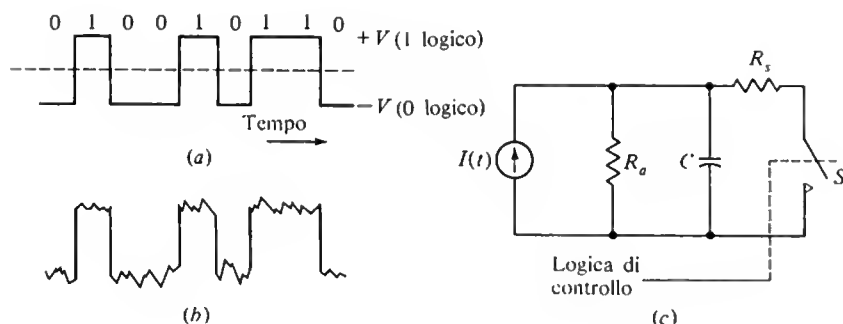 0 1 0 0 1 0 1 1 0
+ V (1 logico)
− V (0 logico)
Tempo
(a)
(b)
I(t)
R_a
C
R_s
S
Logica di
controllo
(c)